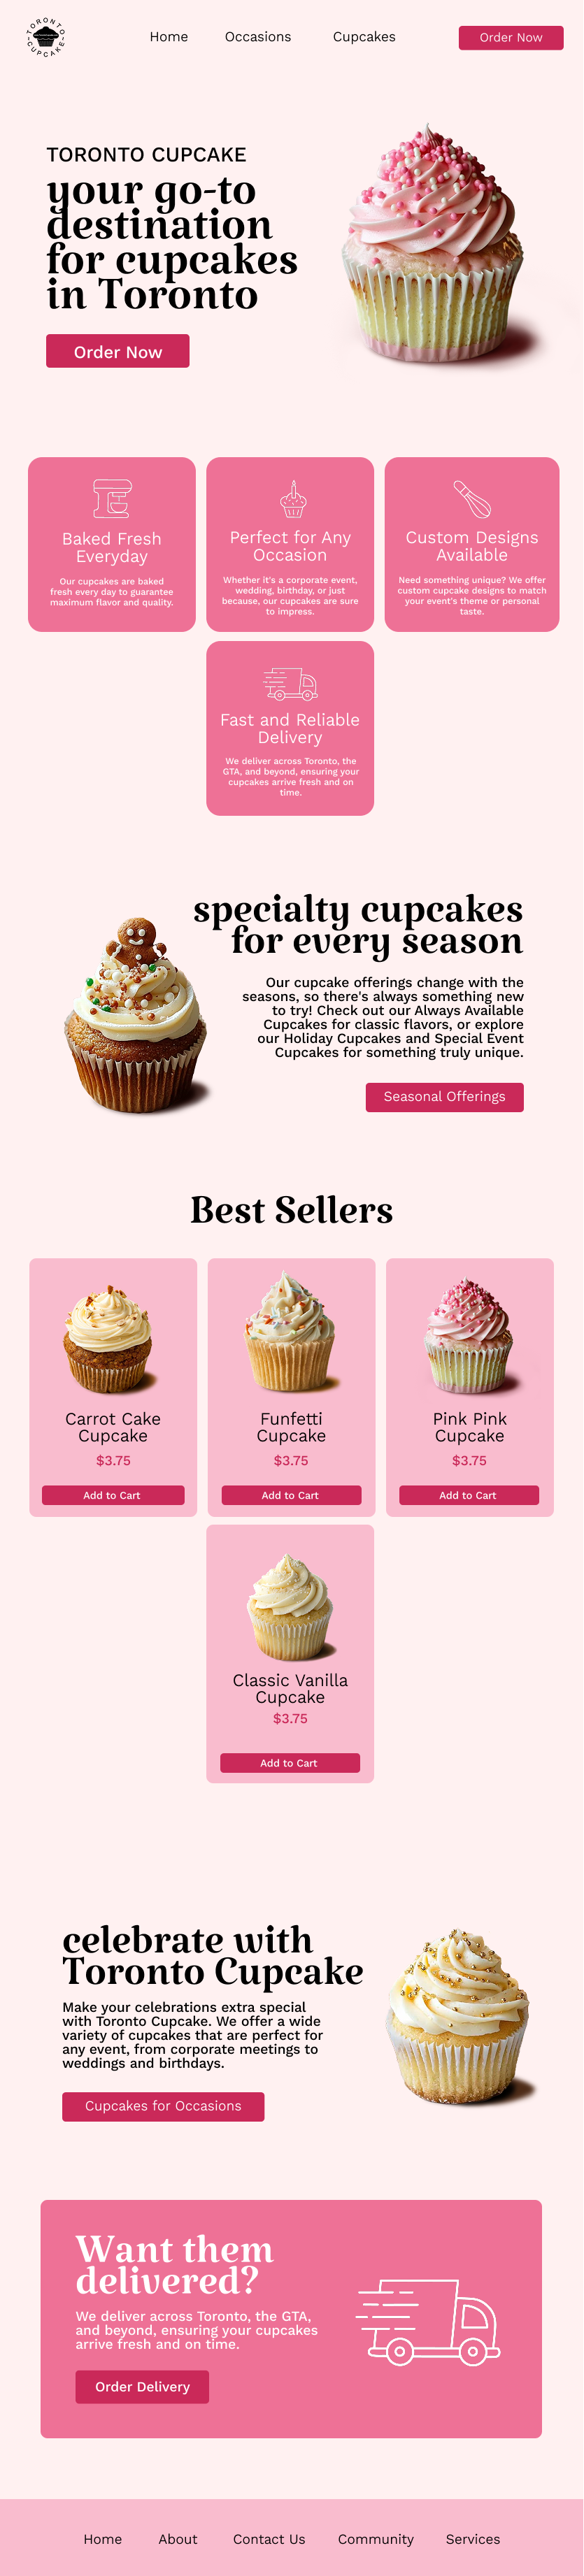 TORONTO
CUPCAKE
Home
Occasions
Cupcakes
Order Now
TORONTO CUPCAKE
your go-to
destination
for cupcakes
in Toronto
Order Now
Baked Fresh
Everyday
Our cupcakes are baked
fresh every day to guarantee
maximum flavor and quality.
Perfect for Any
Occasion
Whether it's a corporate event,
wedding, birthday, or just
because, our cupcakes are sure
to impress.
Custom Designs
Available
Need something unique? We offer
custom cupcake designs to match
your event's theme or personal
taste.
Fast and Reliable
Delivery
We deliver across Toronto, the
GTA, and beyond, ensuring your
cupcakes arrive fresh and on
time.
specialty cupcakes
for every season
Our cupcake offerings change with the
seasons, so there's always something new
to try! Check out our Always Available
Cupcakes for classic flavors, or explore
our Holiday Cupcakes and Special Event
Cupcakes for something truly unique.
Seasonal Offerings
Best Sellers
Carrot Cake
Cupcake
$3.75
Add to Cart
Funfetti
Cupcake
$3.75
Add to Cart
Pink Pink
Cupcake
$3.75
Add to Cart
Classic Vanilla
Cupcake
$3.75
Add to Cart
celebrate with
Toronto Cupcake
Make your celebrations extra special
with Toronto Cupcake. We offer a wide
variety of cupcakes that are perfect for
any event, from corporate meetings to
weddings and birthdays.
Cupcakes for Occasions
Want them
delivered?
We deliver across Toronto, the GTA,
and beyond, ensuring your cupcakes
arrive fresh and on time.
Order Delivery
Home
About
Contact Us
Community
Services